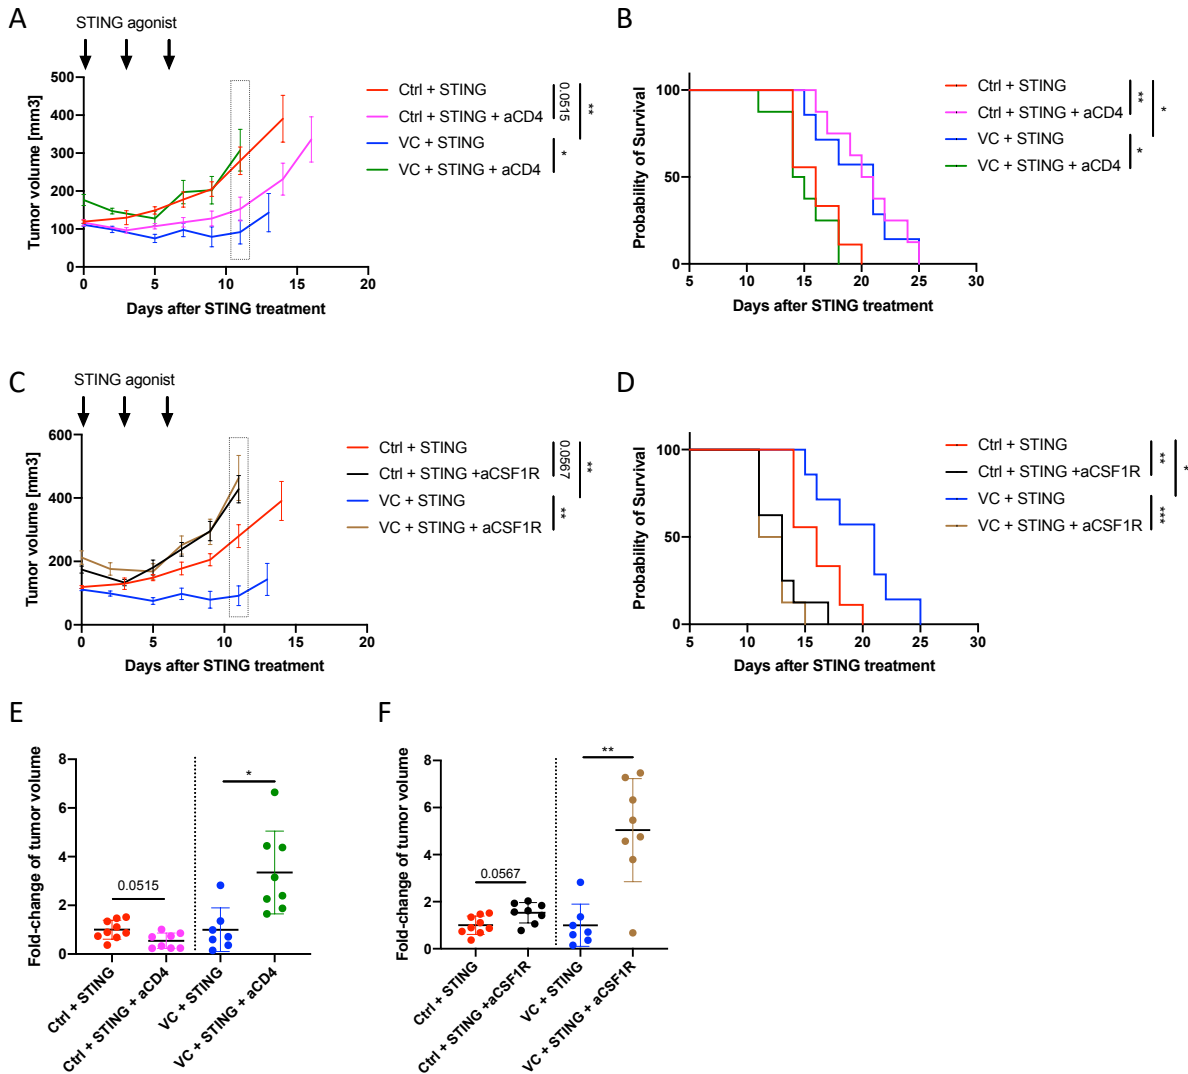 A
STING agonist
500
400
300
200
100
0
Tumor volume [mm3]
0 5 10 15 20
Days after STING treatment
Ctrl + STING
Ctrl + STING + aCD4
VC + STING
VC + STING + aCD4
0.0515
**
*
B
100
50
0
Probability of Survival
5 10 15 20 25 30
Days after STING treatment
Ctrl + STING
Ctrl + STING + aCD4
VC + STING
VC + STING + aCD4
**
*
*
C
STING agonist
600
400
200
0
Tumor volume [mm3]
0 5 10 15 20
Days after STING treatment
Ctrl + STING
Ctrl + STING +aCSF1R
VC + STING
VC + STING + aCSF1R
0.0567
**
**
D
100
50
0
Probability of Survival
5 10 15 20 25 30
Days after STING treatment
Ctrl + STING
Ctrl + STING +aCSF1R
VC + STING
VC + STING + aCSF1R
**
*
***
E
8
6
4
2
0
Fold-change of tumor volume
0.0515
*
Ctrl + STING
Ctrl + STING + aCD4
VC + STING
VC + STING + aCD4
F
8
6
4
2
0
Fold-change of tumor volume
0.0567
**
Ctrl + STING
Ctrl + STING +aCSF1R
VC + STING
VC + STING + aCSF1R